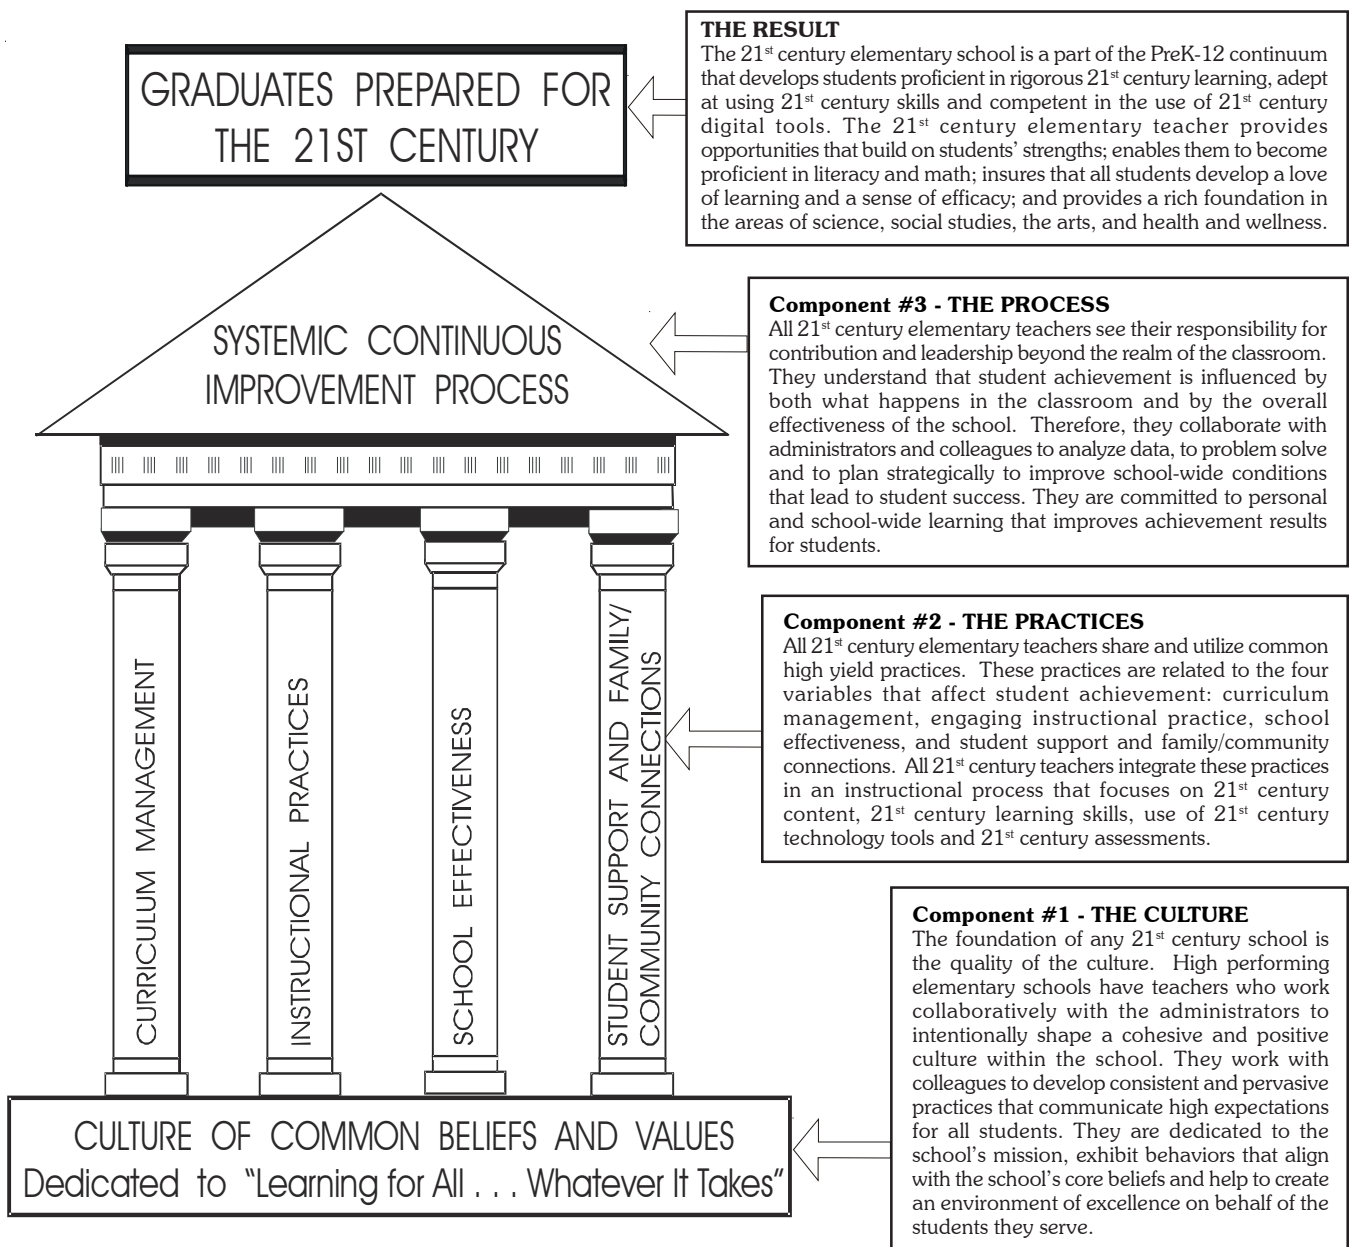 GRADUATES PREPARED FOR
THE 21ST CENTURY
THE RESULT
The 21st century elementary school is a part of the PreK-12 continuum
that develops students proficient in rigorous 21st century learning, adept
at using 21st century skills and competent in the use of 21st century
digital tools. The 21st century elementary teacher provides
opportunities that build on students' strengths; enables them to become
proficient in literacy and math; insures that all students develop a love
of learning and a sense of efficacy; and provides a rich foundation in
the areas of science, social studies, the arts, and health and wellness.
SYSTEMIC CONTINUOUS
IMPROVEMENT PROCESS
Component #3 - THE PROCESS
All 21st century elementary teachers see their responsibility for
contribution and leadership beyond the realm of the classroom.
They understand that student achievement is influenced by
both what happens in the classroom and by the overall
effectiveness of the school. Therefore, they collaborate with
administrators and colleagues to analyze data, to problem solve
and to plan strategically to improve school-wide conditions
that lead to student success. They are committed to personal
and school-wide learning that improves achievement results
for students.
CURRICULUM MANAGEMENT
INSTRUCTIONAL PRACTICES
SCHOOL EFFECTIVENESS
STUDENT SUPPORT AND FAMILY/
COMMUNITY CONNECTIONS
Component #2 - THE PRACTICES
All 21st century elementary teachers share and utilize common
high yield practices. These practices are related to the four
variables that affect student achievement: curriculum
management, engaging instructional practice, school
effectiveness, and student support and family/community
connections. All 21st century teachers integrate these practices
in an instructional process that focuses on 21st century
content, 21st century learning skills, use of 21st century
technology tools and 21st century assessments.
CULTURE OF COMMON BELIEFS AND VALUES
Dedicated to "Learning for All . . . Whatever It Takes"
Component #1 - THE CULTURE
The foundation of any 21st century school is
the quality of the culture. High performing
elementary schools have teachers who work
collaboratively with the administrators to
intentionally shape a cohesive and positive
culture within the school. They work with
colleagues to develop consistent and pervasive
practices that communicate high expectations
for all students. They are dedicated to the
school's mission, exhibit behaviors that align
with the school's core beliefs and help to create
an environment of excellence on behalf of the
students they serve.